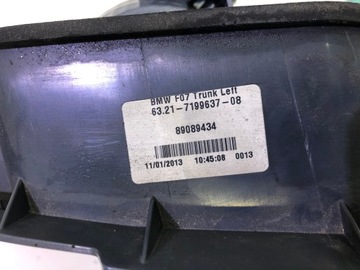 BMW F07 Trunk Left
63.21-7199637-08
89089434
11/01/2013 10:45:08 0013